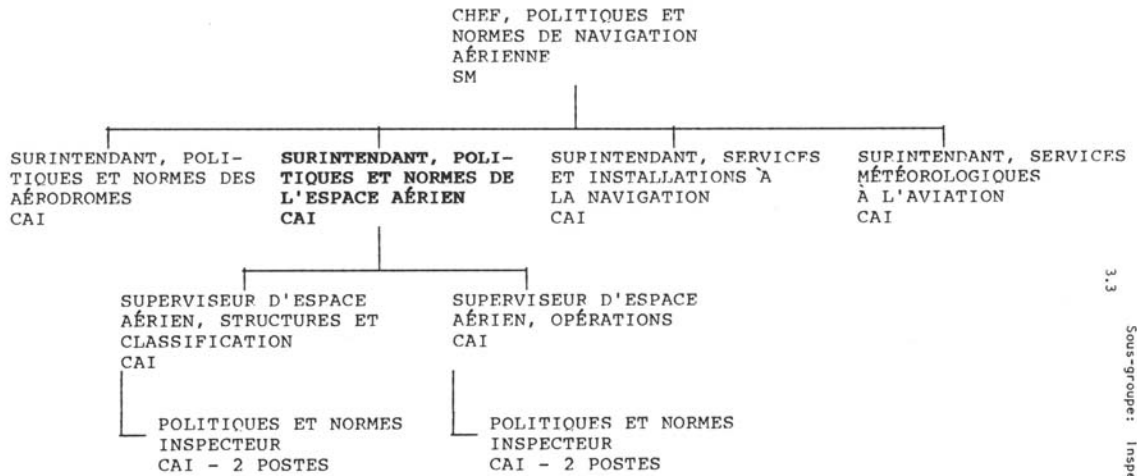 CHEF, POLITIQUES ET
NORMES DE NAVIGATION
AÉRIENNE
SM
SURINTENDANT, POLI-
TIQUES ET NORMES DES
AÉRODROMES
CAI
SURINTENDANT, POLI-
TIQUES ET NORMES DE
L'ESPACE AÉRIEN
CAI
SURINTENDANT, SERVICES
ET INSTALLATIONS À
LA NAVIGATION
CAI
SURINTENDANT, SERVICES
MÉTÉOROLOGIQUES
À L'AVIATION
CAI
SUPERVISEUR D'ESPACE
AÉRIEN, STRUCTURES ET
CLASSIFICATION
CAI
SUPERVISEUR D'ESPACE
AÉRIEN, OPÉRATIONS
CAI
POLITIQUES ET NORMES
INSPECTEUR
CAI - 2 POSTES
POLITIQUES ET NORMES
INSPECTEUR
CAI - 2 POSTES
3.3
Sous-groupe: